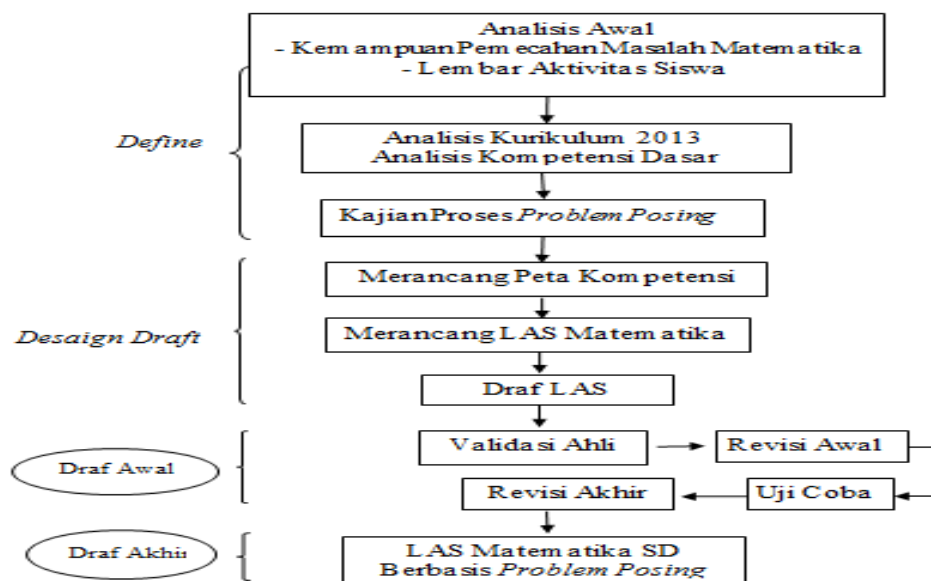 Analisis Awal
- Kemampuan Pemecahan Masalah Matematika
- Lembar Aktivitas Siswa
Define
Analisis Kurikulum 2013
Analisis Kompetensi Dasar
Kajian Proses Problem Posing
Merancang Peta Kompetensi
Desaign Draft
Merancang LAS Matematika
Draf LAS
Validasi Ahli
Revisi Awal
Draf Awal
Revisi Akhir
Uji Coba
Draf Akhir
LAS Matematika SD
Berbasis Problem Posing